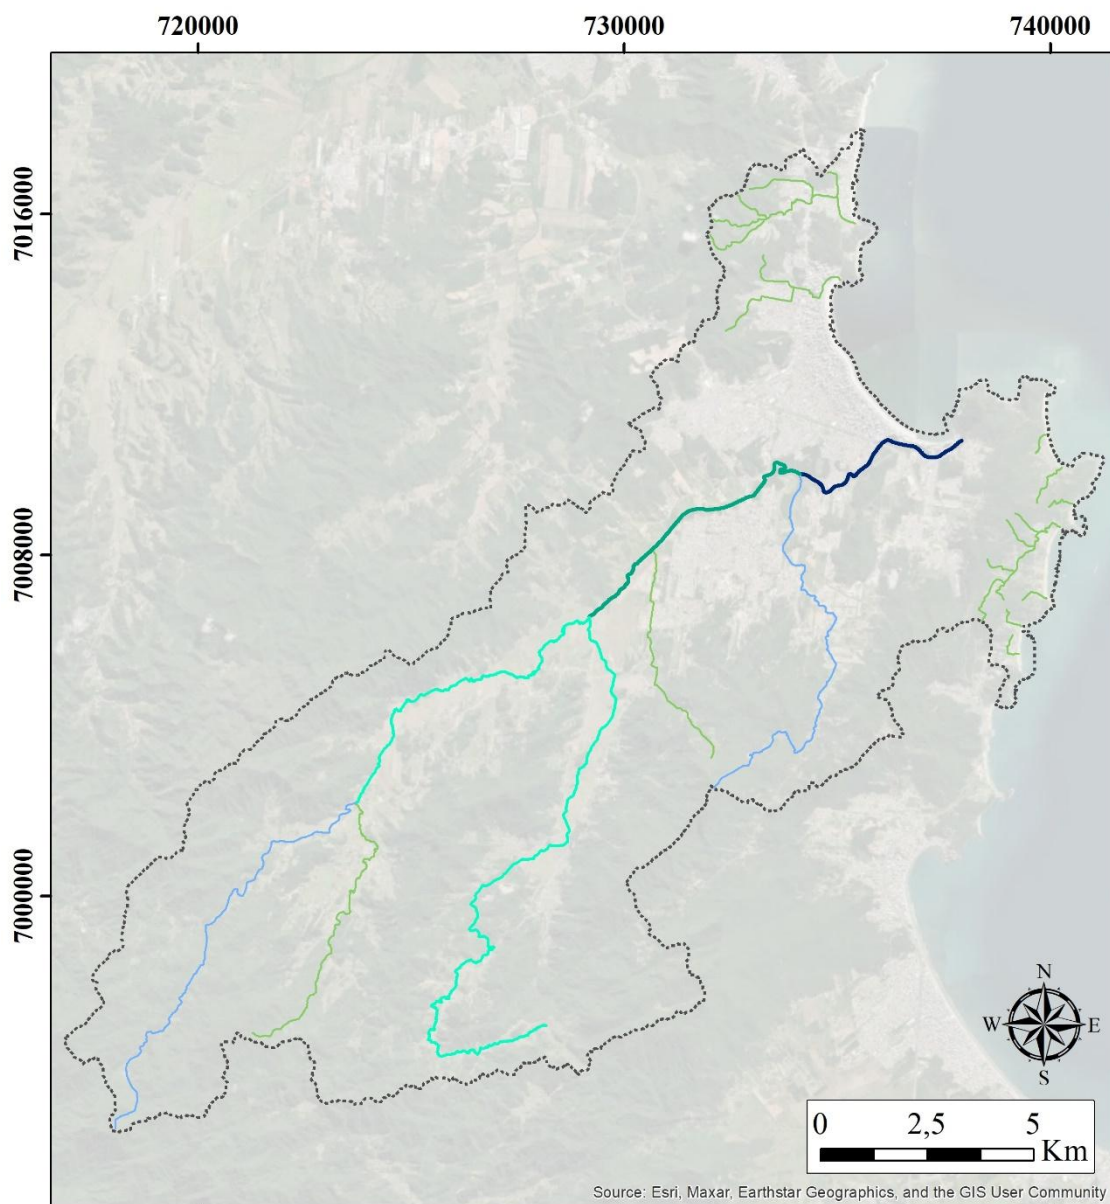 720000 730000 740000
7016000
7008000
7000000
N
W E
S
0 2,5 5
Km
Source: Esri, Maxar, Earthstar Geographics, and the GIS User Community